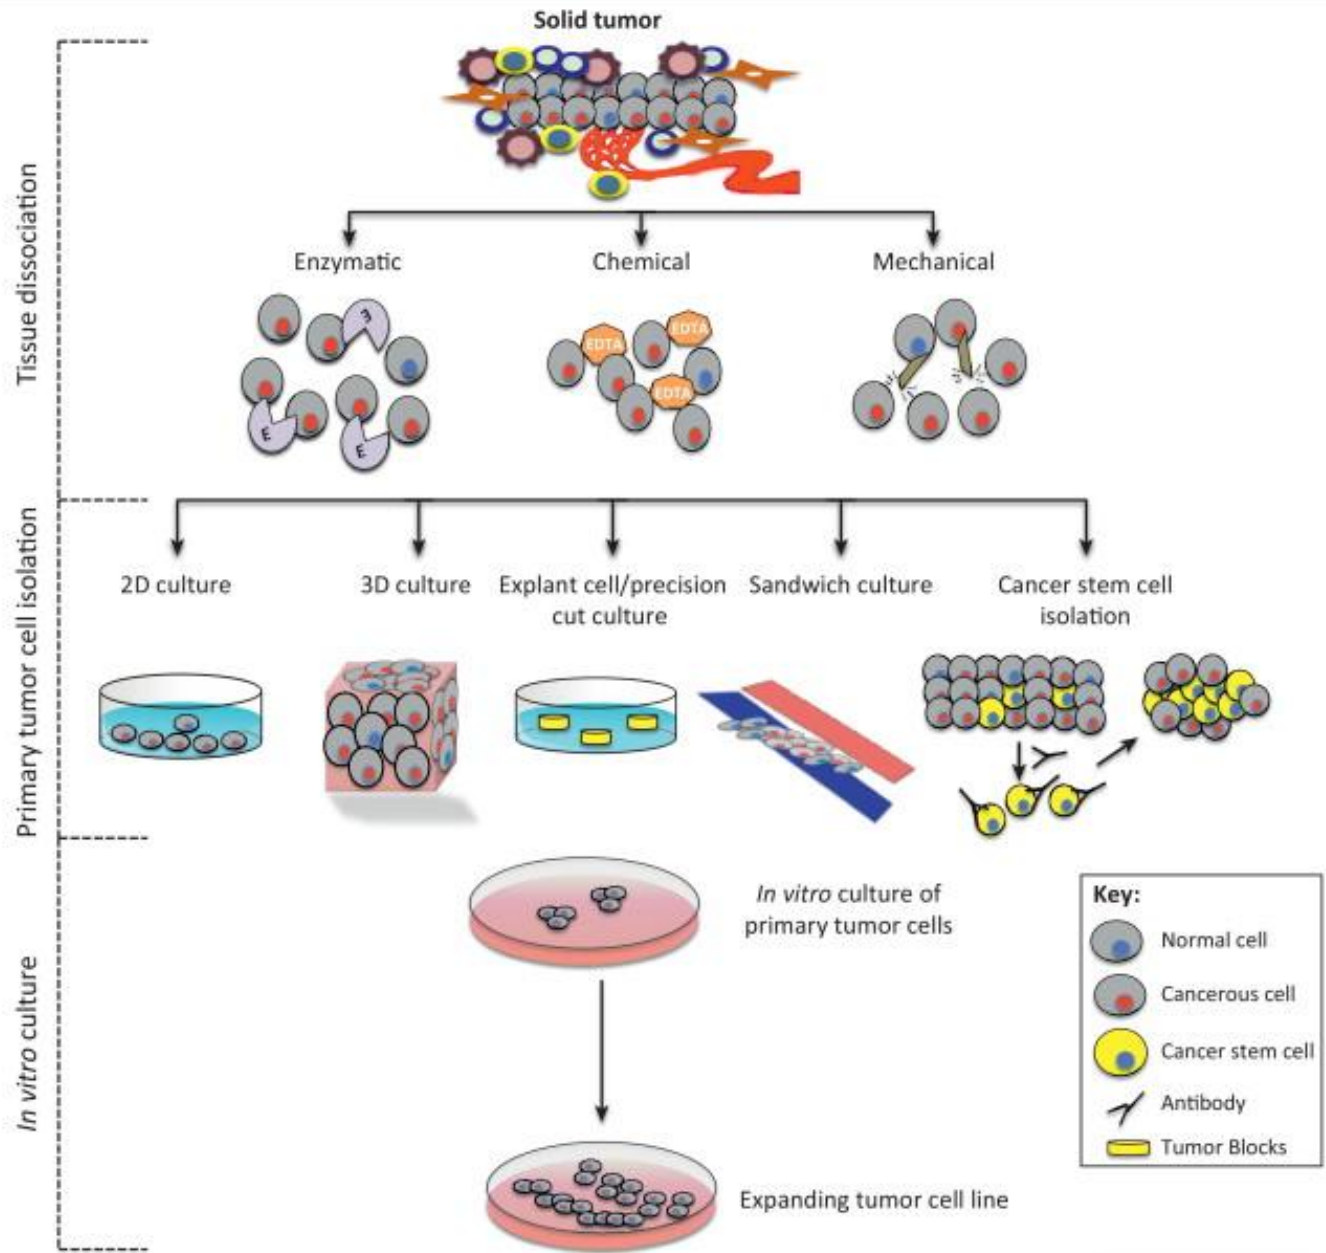 Solid tumor
Tissue dissociation
Enzymatic
Chemical
Mechanical
E
E
E
EDTA
EDTA
EDTA
Primary tumor cell isolation
2D culture
3D culture
Explant cell/precision
cut culture
Sandwich culture
Cancer stem cell
isolation
In vitro culture
In vitro culture of
primary tumor cells
Expanding tumor cell line
Key:
Normal cell
Cancerous cell
Cancer stem cell
Antibody
Tumor Blocks